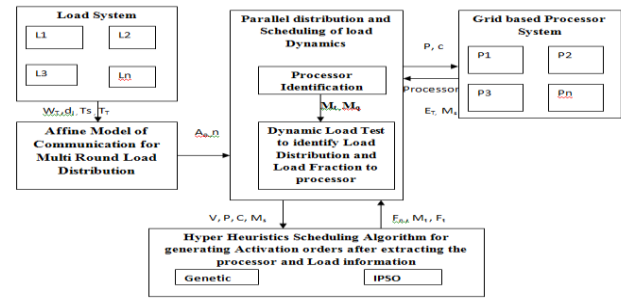 Load System
L1
L2
L3
Ln
Affine Model of
Communication for
Multi Round Load
Distribution
Parallel distribution and
Scheduling of load
Dynamics
Processor
Identification
Dynamic Load Test
to identify Load
Distribution and
Load Fraction to
processor
P, c
Processor
Grid based Processor
System
P1
P2
P3
Pn
V, P, C, Ms
Hyper Heuristics Scheduling Algorithm for
generating Activation orders after extracting the
processor and Load information
Genetic
IPSO